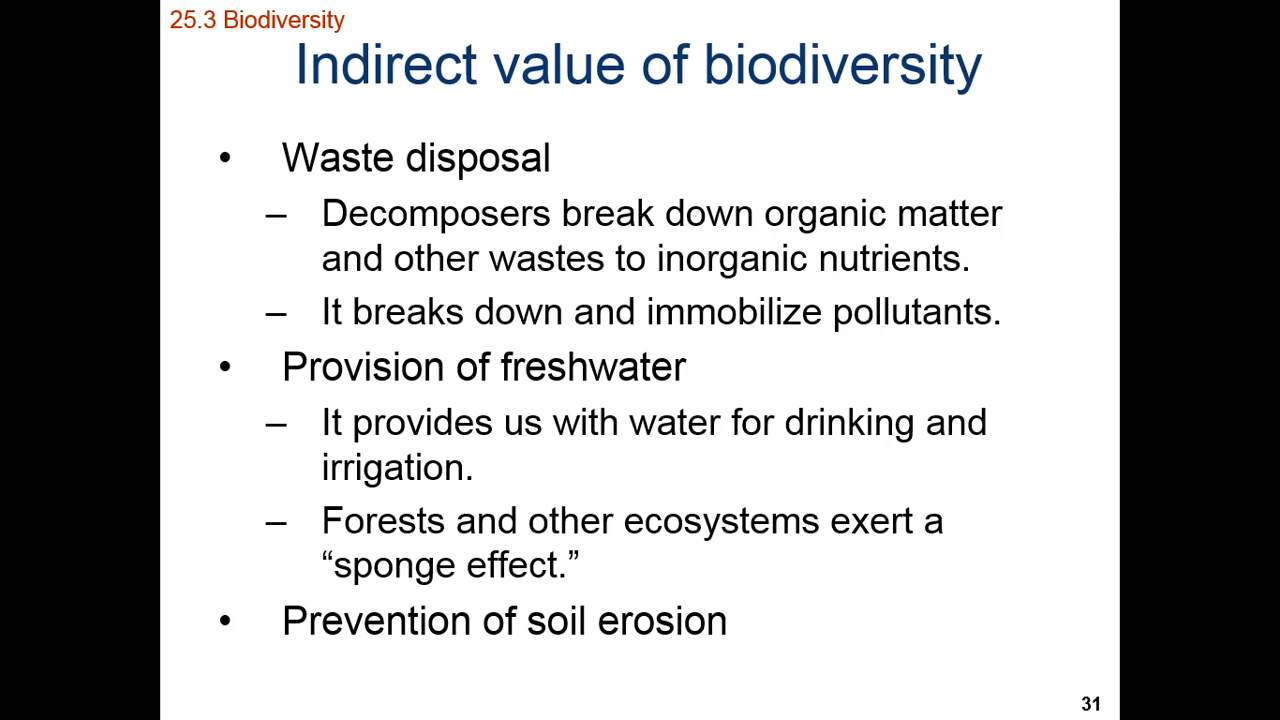 25.3 Biodiversity
Indirect value of biodiversity
• Waste disposal
– Decomposers break down organic matter
and other wastes to inorganic nutrients.
– It breaks down and immobilize pollutants.
• Provision of freshwater
– It provides us with water for drinking and
irrigation.
– Forests and other ecosystems exert a
“sponge effect.”
• Prevention of soil erosion
31